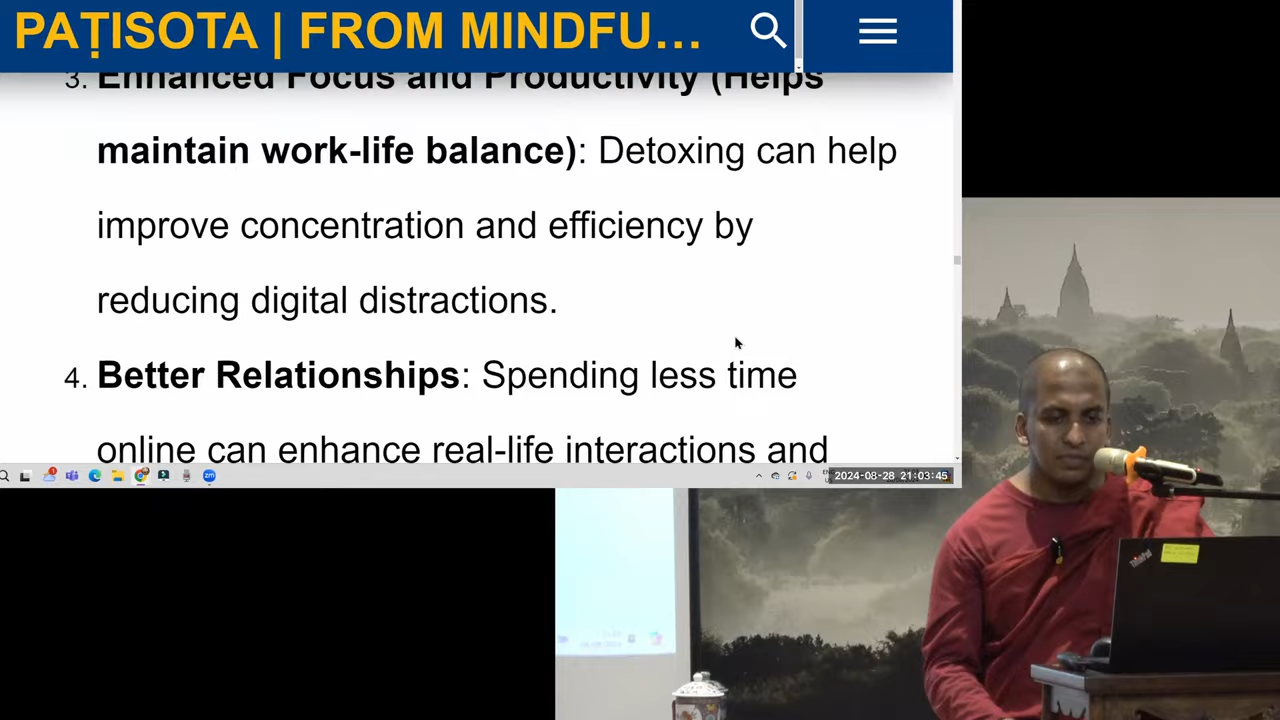 PAṬISOTA | FROM MINDFU...
3. Enhanced Focus and Productivity (Helps
maintain work-life balance): Detoxing can help
improve concentration and efficiency by
reducing digital distractions.
4. Better Relationships: Spending less time
online can enhance real-life interactions and
2024-08-28 21:03:45
ThinkPad